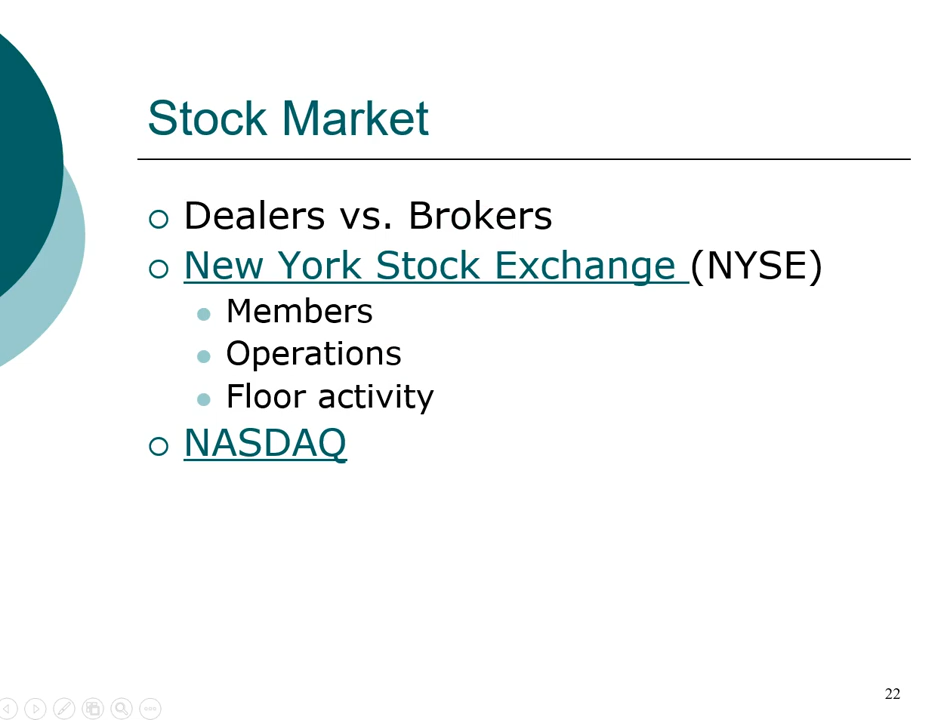 Stock Market
Dealers vs. Brokers
New York Stock Exchange (NYSE)
Members
Operations
Floor activity
NASDAQ
22